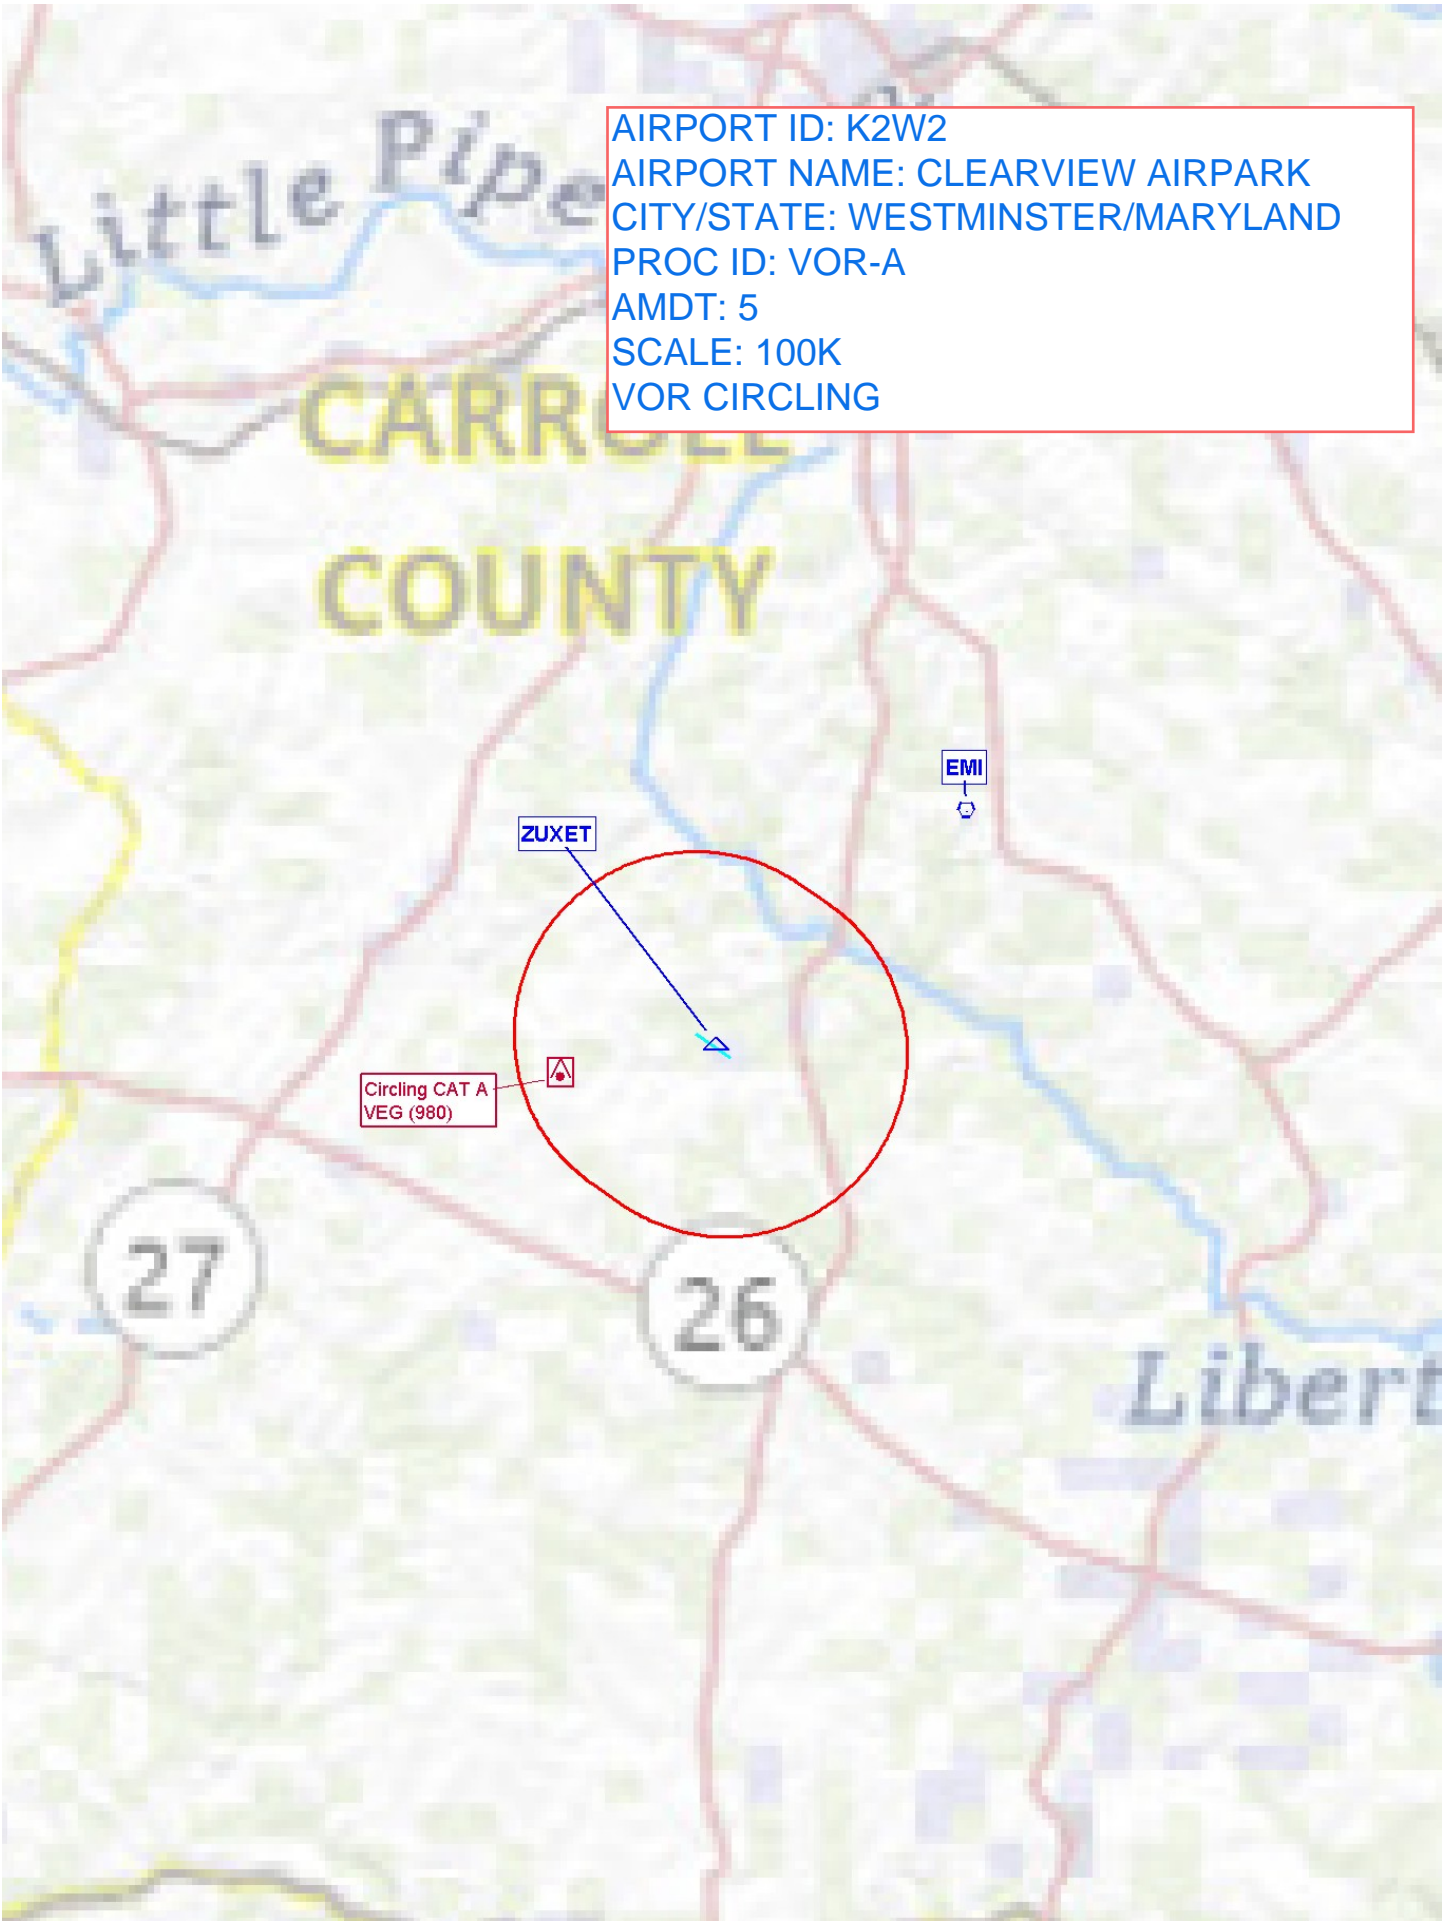 Little Pipe
AIRPORT ID: K2W2
AIRPORT NAME: CLEARVIEW AIRPARK
CITY/STATE: WESTMINSTER/MARYLAND
PROC ID: VOR-A
AMDT: 5
SCALE: 100K
VOR CIRCLING
CARROLL
COUNTY
EMI
ZUXET
Circling CAT A
VEG (980)
27
26
Libert